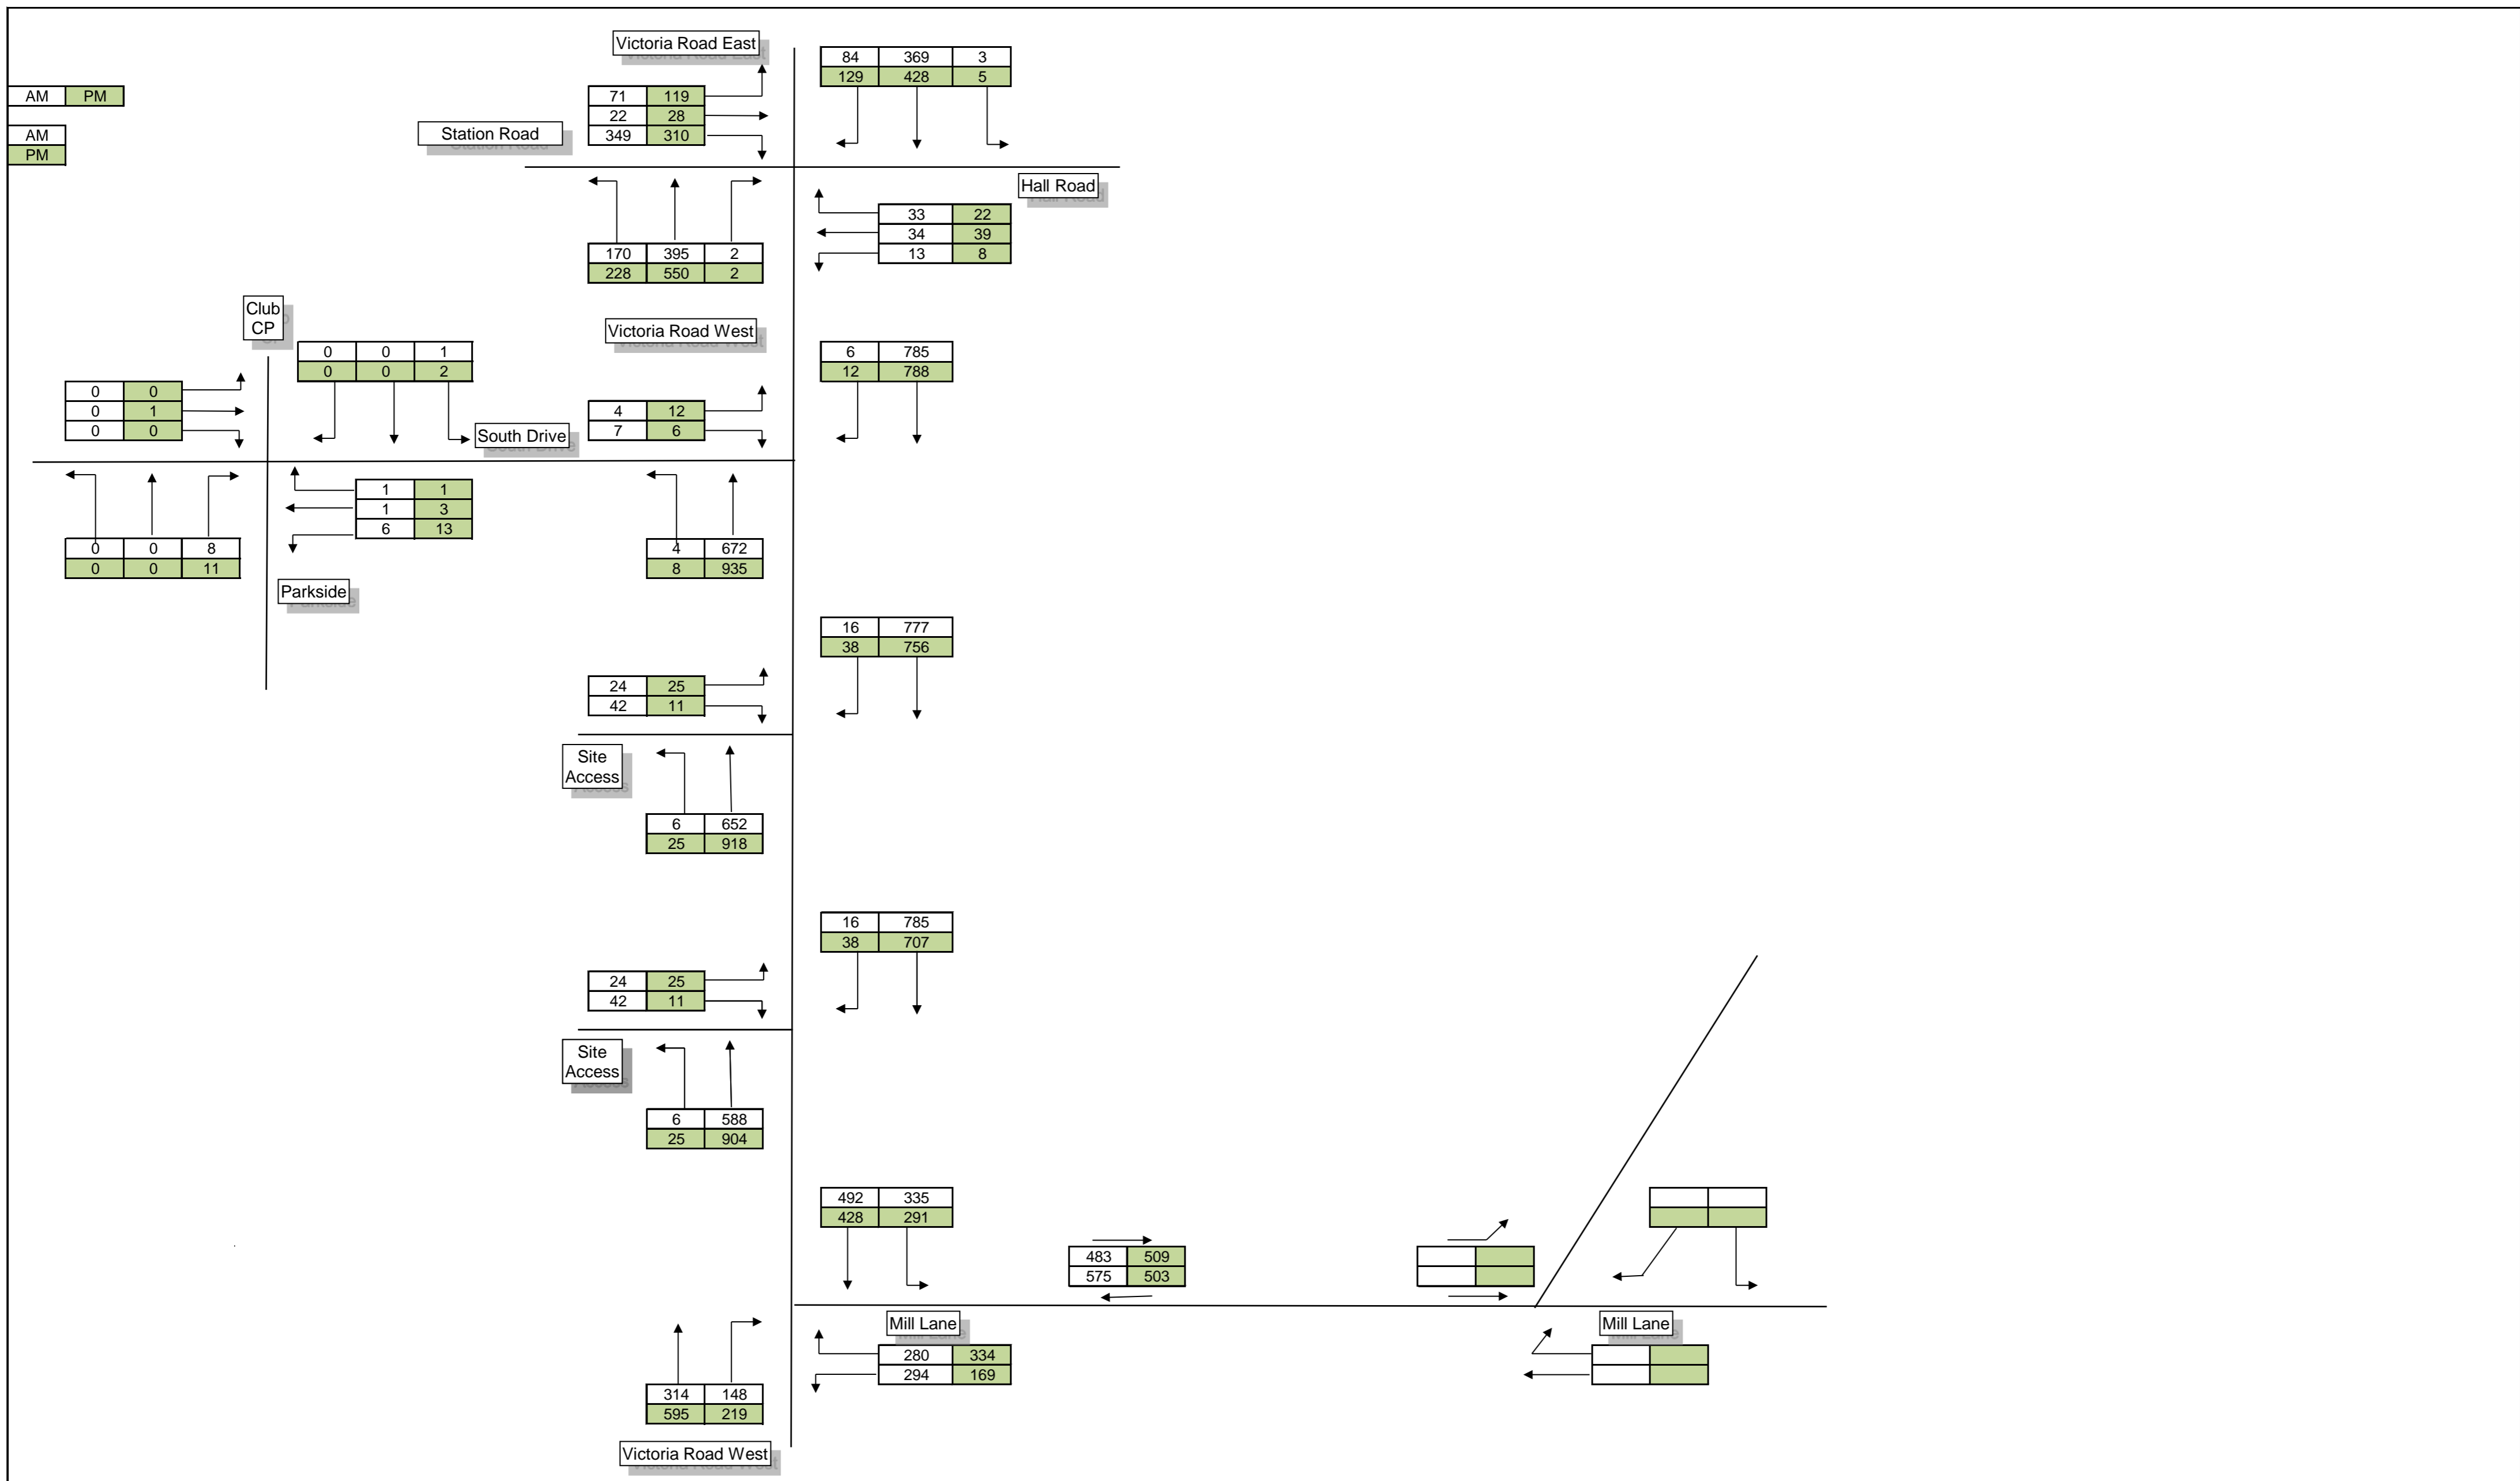 Victoria Road East
84 369 3
129 428 5
AM PM
71 119
22 28
349 310
AM
PM
Station Road
Hall Road
33 22
34 39
13 8
170 395 2
228 550 2
Club
CP
Victoria Road West
0 0 1
0 0 2
6 785
12 788
0 0
0 1
0 0
4 12
7 6
South Drive
1 1
1 3
6 13
0 0 8
0 0 11
4 672
8 935
Parkside
16 777
38 756
24 25
42 11
Site
Access
6 652
25 918
16 785
38 707
24 25
42 11
Site
Access
6 588
25 904
492 335
428 291
483 509
575 503
Mill Lane
Mill Lane
280 334
294 169
314 148
595 219
Victoria Road West